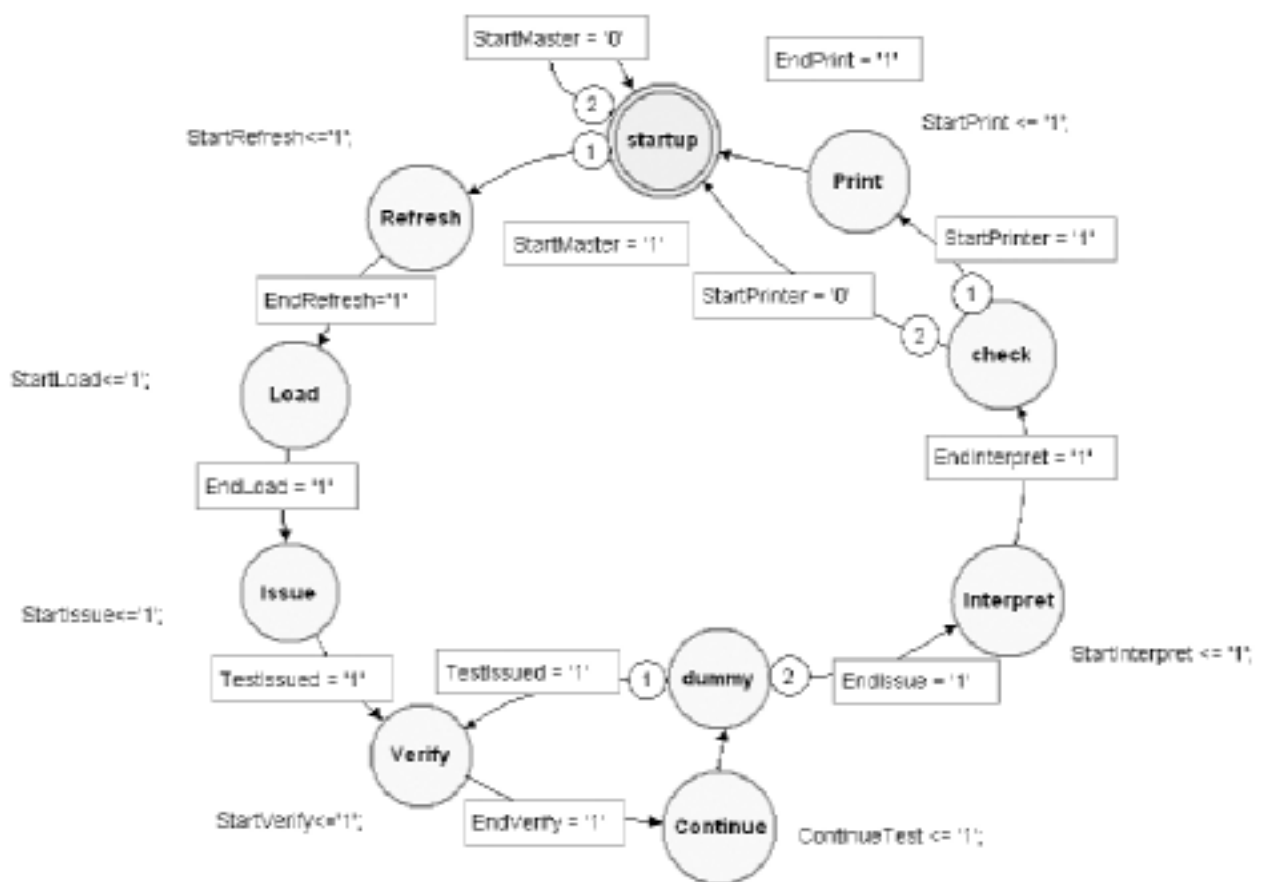 StartMaster = '0'
EndPrint = "1"
StartPrint <= "1";
2
startup
StartRefresh<="1";
1
Print
Refresh
StartMaster = '1'
StartPrinter = "1"
EndRefresh="1"
StartPrinter = '0'
1
2
check
StartLoad<='1';
Load
EndInterpret = "1"
EndLoad = "1"
Issue
Interpret
StartIssue<='1';
StartInterpret <= "1";
TestIssued = "1"
TestIssued = '1'
1
dummy
2
EndIssue = '1'
Verify
StartVerify<="1";
EndVerify = '1'
Continue
ContinueTest <= '1';